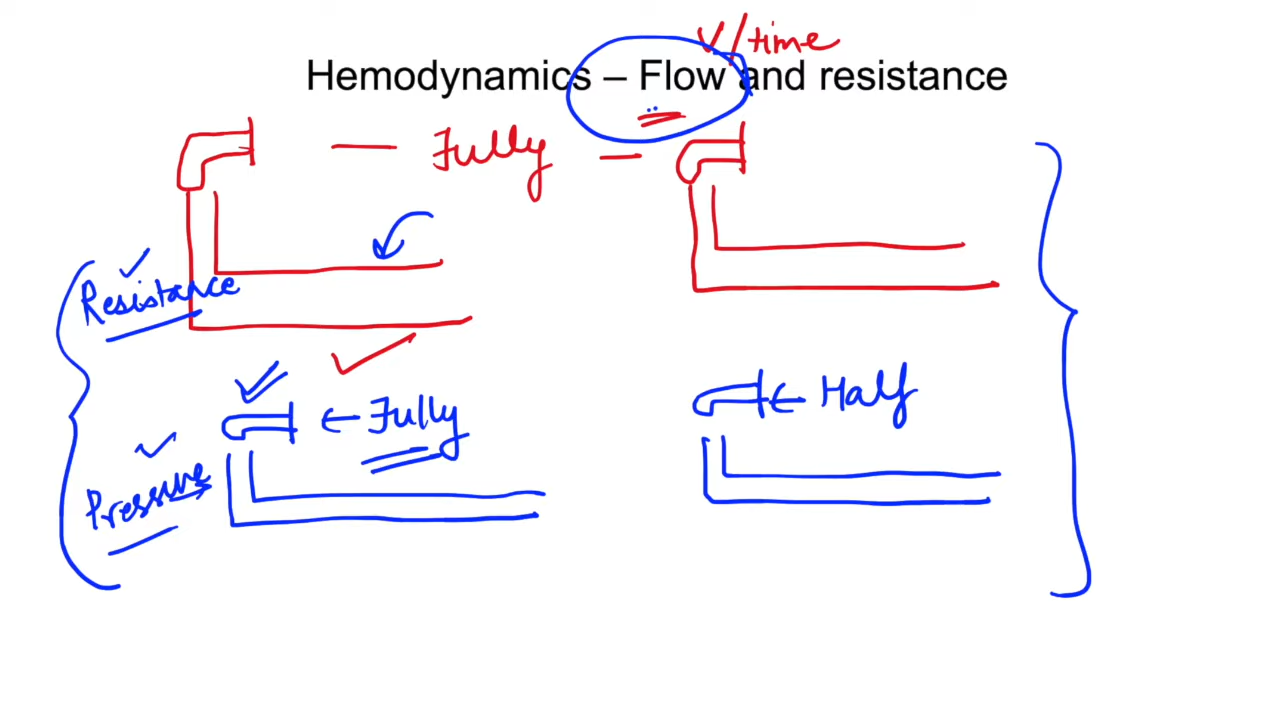 V/time
Hemodynamics – Flow and resistance
Fully
Resistance
Fully
Half
Pressure